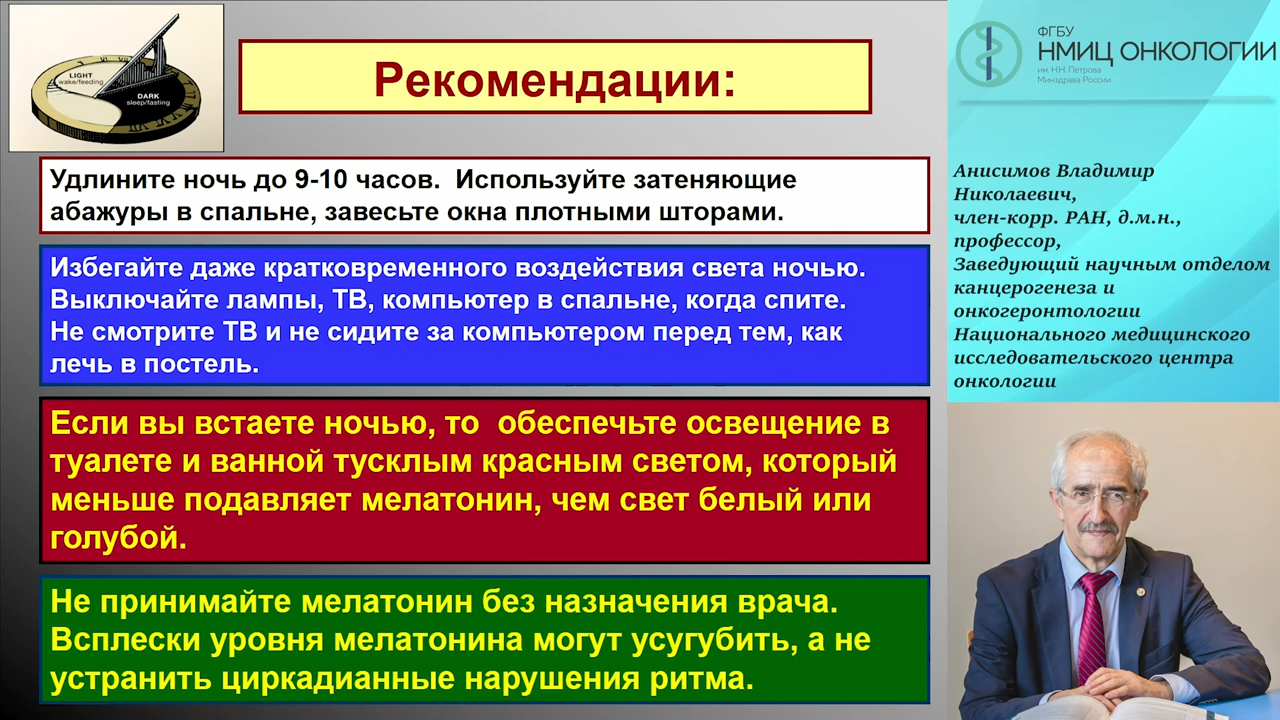 LIGHT
wake/feeding
DARK
sleep/fasting
Рекомендации:
Удлините ночь до 9-10 часов. Используйте затеняющие
абажуры в спальне, завесьте окна плотными шторами.
Избегайте даже кратковременного воздействия света ночью.
Выключайте лампы, ТВ, компьютер в спальне, когда спите.
Не смотрите ТВ и не сидите за компьютером перед тем, как
лечь в постель.
Если вы встаете ночью, то обеспечьте освещение в
туалете и ванной тусклым красным светом, который
меньше подавляет мелатонин, чем свет белый или
голубой.
Не принимайте мелатонин без назначения врача.
Всплески уровня мелатонина могут усугубить, а не
устранить циркадианные нарушения ритма.
ФГБУ
НМИЦ ОНКОЛОГИИ
им. Н.Н. Петрова
Минздрава России
Анисимов Владимир
Николаевич,
член-корр. РАН, д.м.н.,
профессор,
Заведующий научным отделом
канцерогенеза и
онкогеронтологии
Национального медицинского
исследовательского центра
онкологии